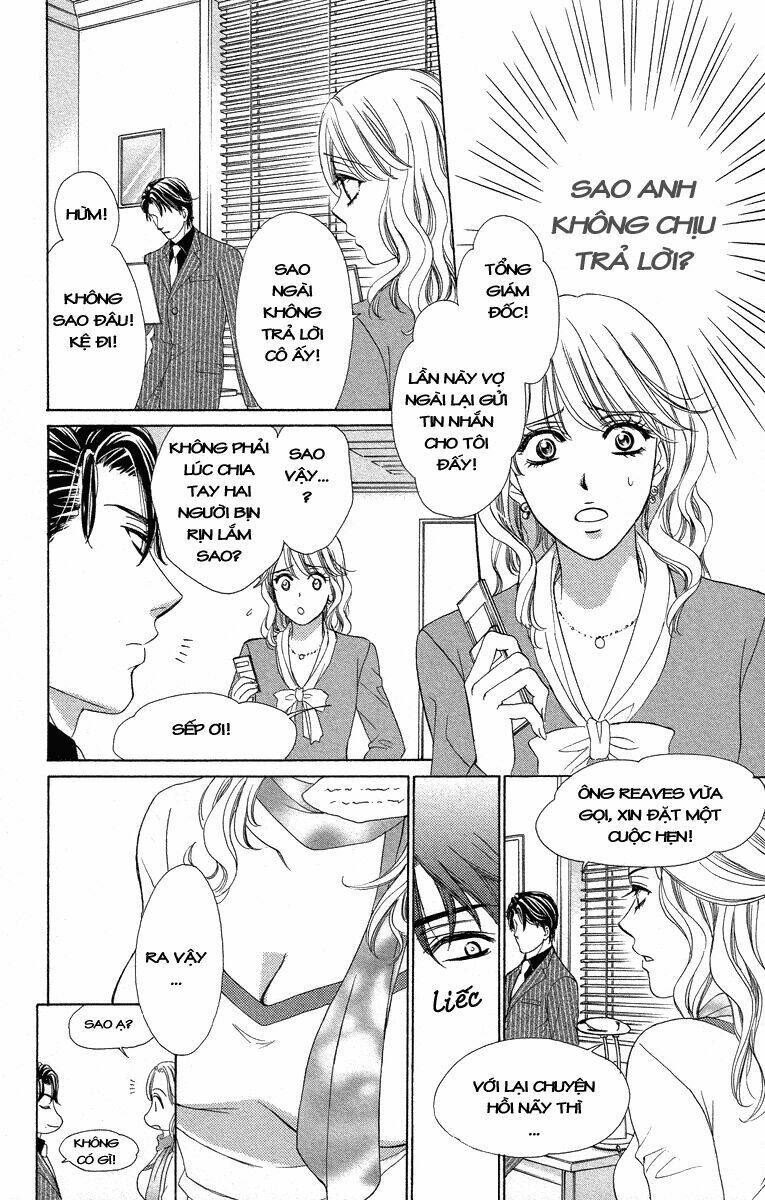 SAO ANH
KHÔNG CHỊU
TRẢ LỜI?
TỔNG
GIÁM
ĐỐC!
LẦN NÀY VỢ
NGÀI LẠI GỬI
TIN NHẮN
CHO TÔI
ĐẤY!
SAO
NGÀI
KHÔNG
TRẢ LỜI
CÔ ẤY!
HỪM!
KHÔNG
SAO ĐÂU!
KỆ ĐI!
SAO
VẬY...
?
KHÔNG PHẢI
LÚC CHIA
TAY HAI
NGƯỜI BỊN
RỊN LẮM
SAO?
SẾP ƠI!
ÔNG REAVES VỪA
GỌI, XIN ĐẶT MỘT
CUỘC HẸN!
VỚI LẠI CHUYỆN
HỒI NÃY THÌ
...
LIẾC
RA VẬY
...
SAO Ạ?
KHÔNG
CÓ GÌ!